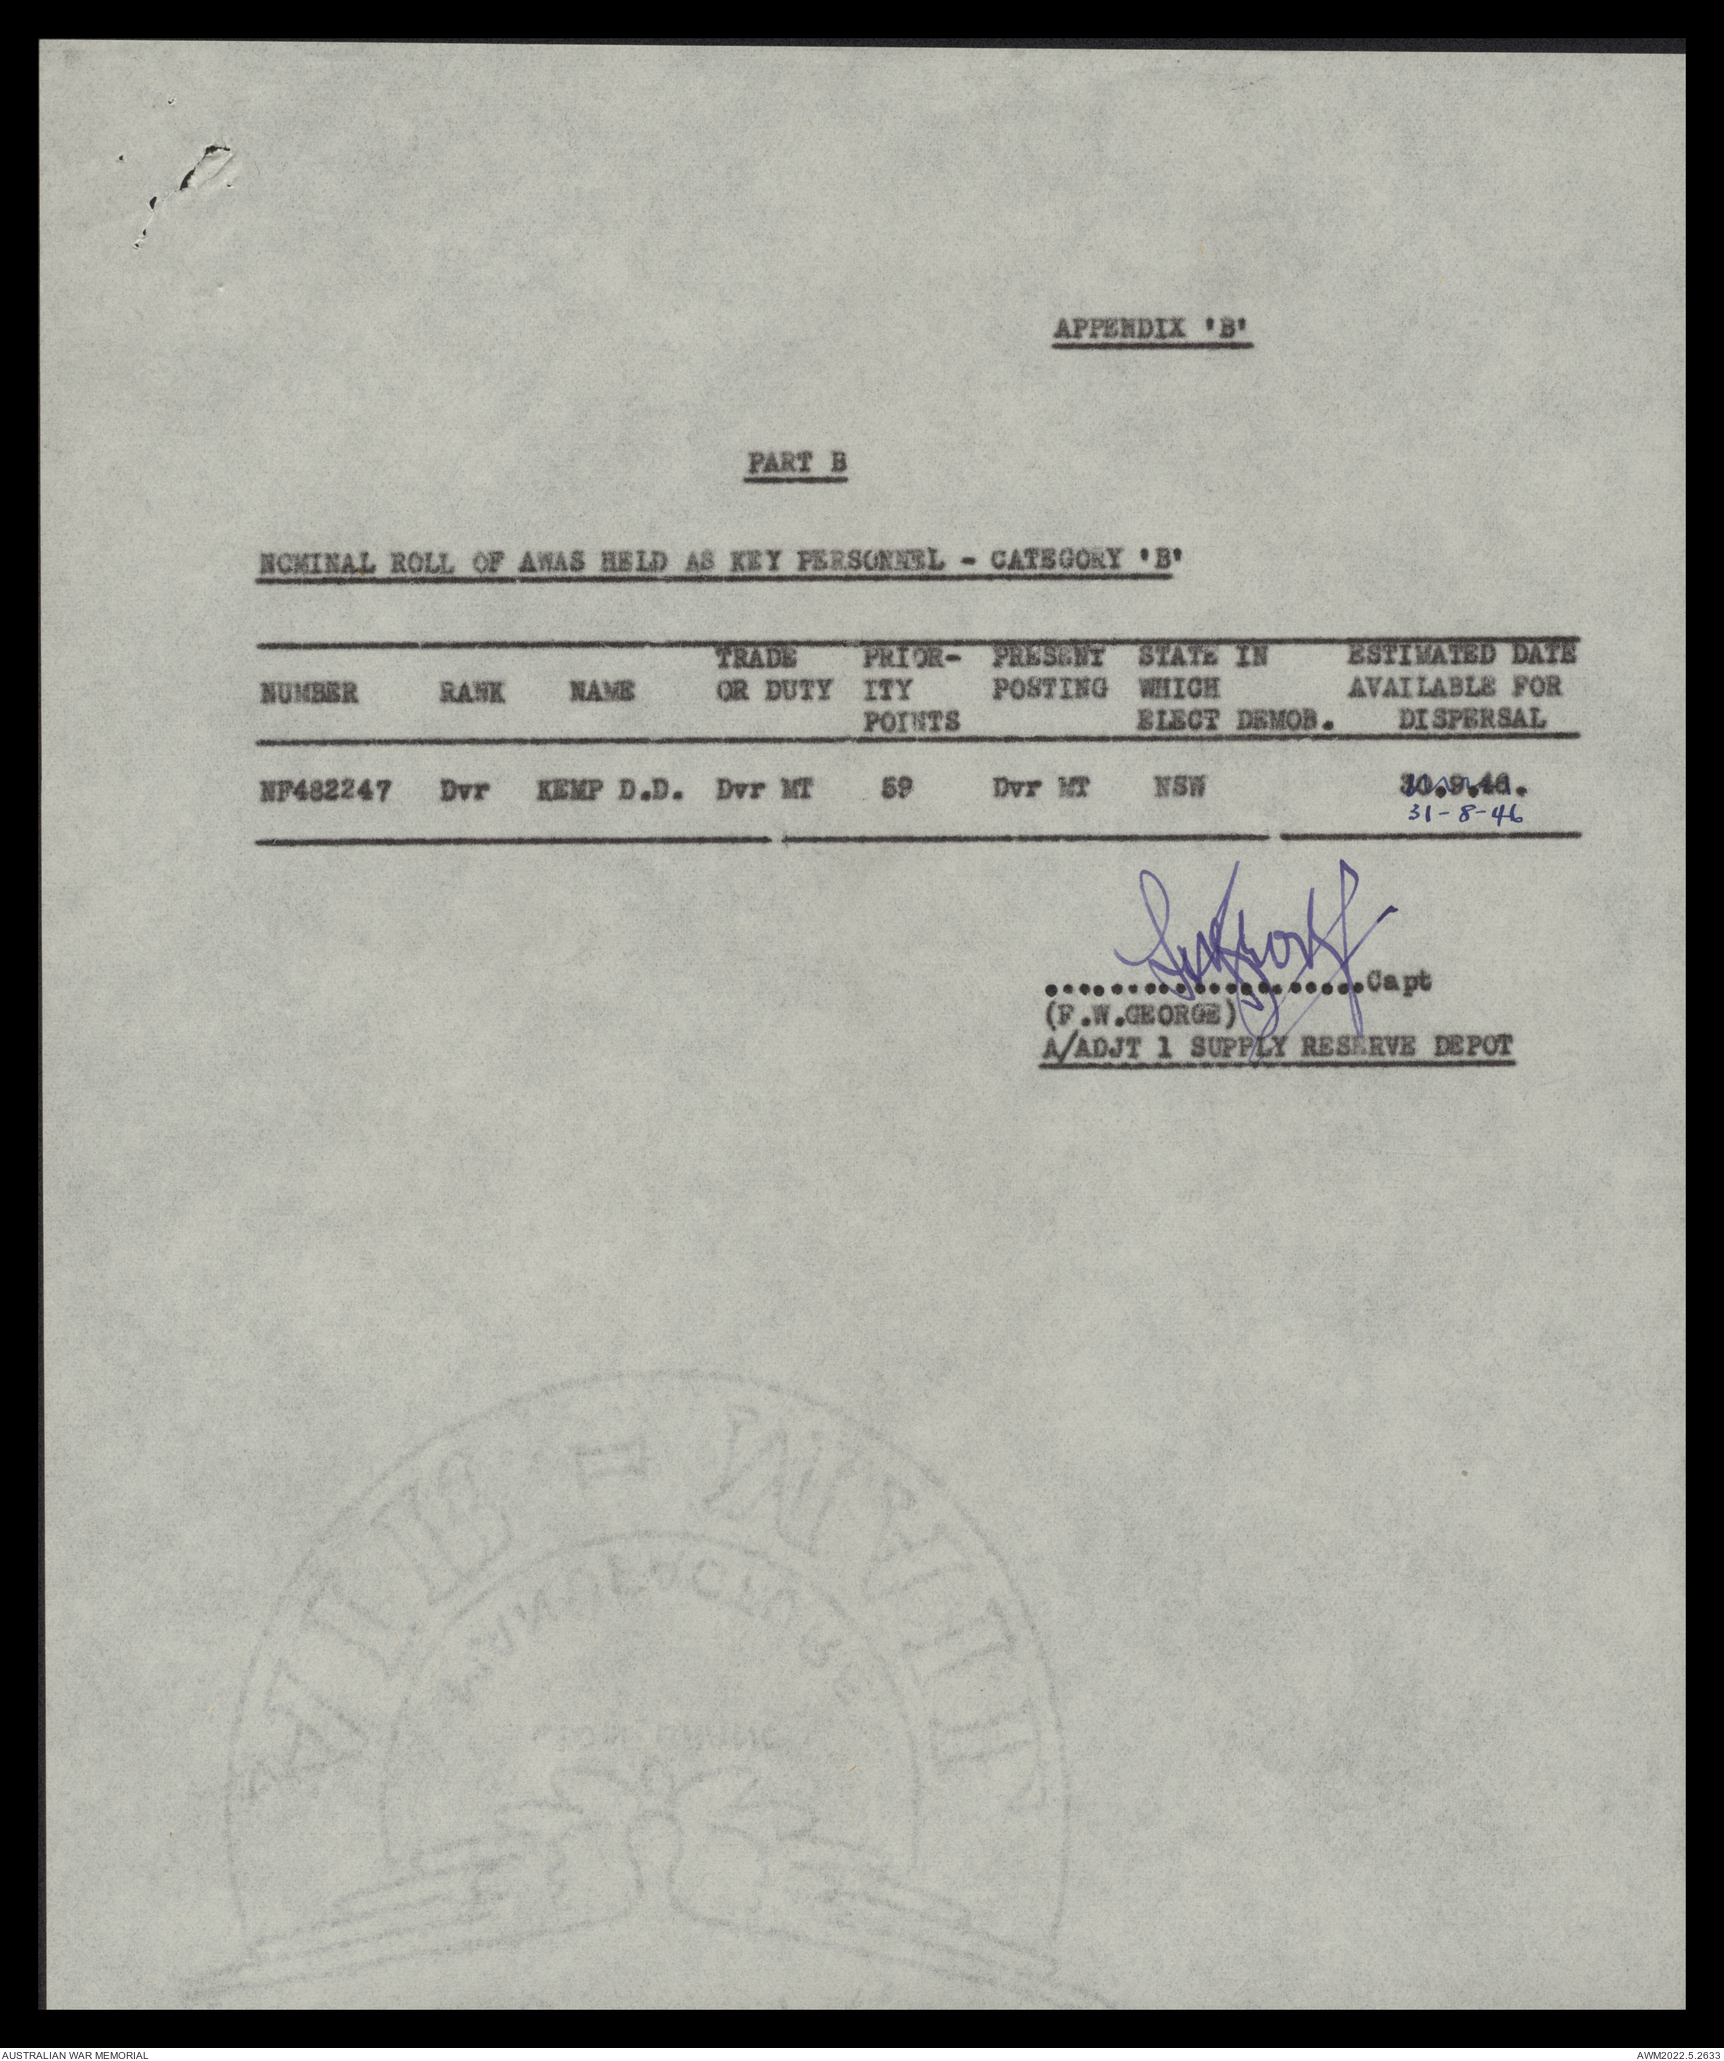 APPENDIX 'B'
PART B
NOMINAL ROLL OF AWAS HELD AS KEY PERSONNEL - CATEGORY 'B'
TRADE PRIOR- PRESENT STATE IN ESTIMATED DATE
NUMBER RANK NAME OR DUTY ITY POSTING WHICH AVAILABLE FOR
POINTS ELECT DEMOB. DISPERSAL
NF482247 Dvr KEMP D.D. Dvr MT 59 Dvr MT NSW
31-8-46
....................Capt
(F.W.GEORGE)
A/ADJT 1 SUPPLY RESERVE DEPOT
AUSTRALIAN WAR MEMORIAL
AWM2022.5.2633